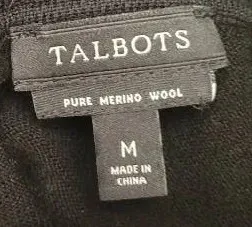 TALBOTS
PURE MERINO WOOL
M
MADE IN
CHINA